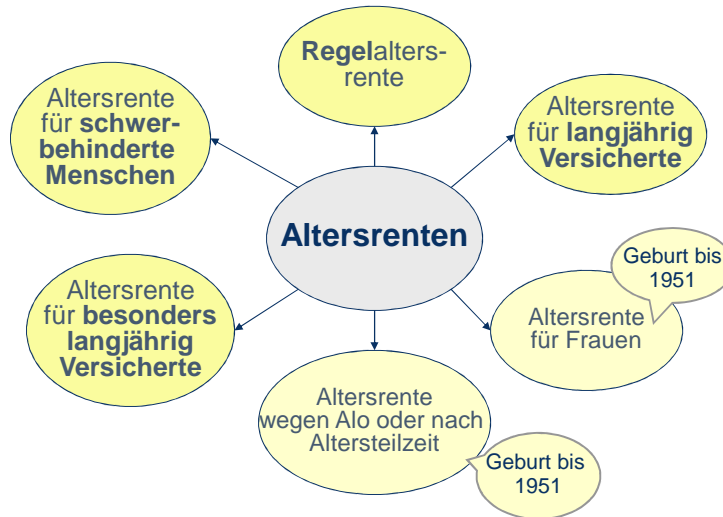 Regelalters-
rente
Altersrente
für schwer-
behinderte
Menschen
Altersrente
für langjährig
Versicherte
Altersrenten
Geburt bis
1951
Altersrente
für Frauen
Altersrente
für besonders
langjährig
Versicherte
Altersrente
wegen Alo oder nach
Altersteilzeit
Geburt bis
1951